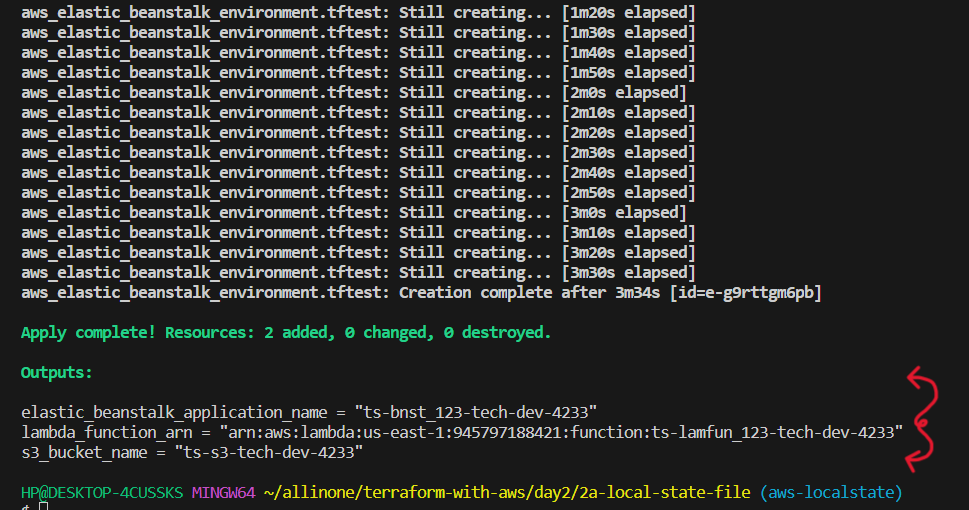 aws_elastic_beanstalk_environment.tftest: Still creating... [1m20s elapsed]
aws_elastic_beanstalk_environment.tftest: Still creating... [1m30s elapsed]
aws_elastic_beanstalk_environment.tftest: Still creating... [1m40s elapsed]
aws_elastic_beanstalk_environment.tftest: Still creating... [1m50s elapsed]
aws_elastic_beanstalk_environment.tftest: Still creating... [2m0s elapsed]
aws_elastic_beanstalk_environment.tftest: Still creating... [2m10s elapsed]
aws_elastic_beanstalk_environment.tftest: Still creating... [2m20s elapsed]
aws_elastic_beanstalk_environment.tftest: Still creating... [2m30s elapsed]
aws_elastic_beanstalk_environment.tftest: Still creating... [2m40s elapsed]
aws_elastic_beanstalk_environment.tftest: Still creating... [2m50s elapsed]
aws_elastic_beanstalk_environment.tftest: Still creating... [3m0s elapsed]
aws_elastic_beanstalk_environment.tftest: Still creating... [3m10s elapsed]
aws_elastic_beanstalk_environment.tftest: Still creating... [3m20s elapsed]
aws_elastic_beanstalk_environment.tftest: Still creating... [3m30s elapsed]
aws_elastic_beanstalk_environment.tftest: Creation complete after 3m34s [id=e-g9rttgm6pb]
Apply complete! Resources: 2 added, 0 changed, 0 destroyed.
Outputs:
elastic_beanstalk_application_name = "ts-bnst_123-tech-dev-4233"
lambda_function_arn = "arn:aws:lambda:us-east-1:945797188421:function:ts-lamfun_123-tech-dev-4233"
s3_bucket_name = "ts-s3-tech-dev-4233"
HP@DESKTOP-4CUSSKS MINGW64 ~/allinone/terraform-with-aws/day2/2a-local-state-file (aws-localstate)
$